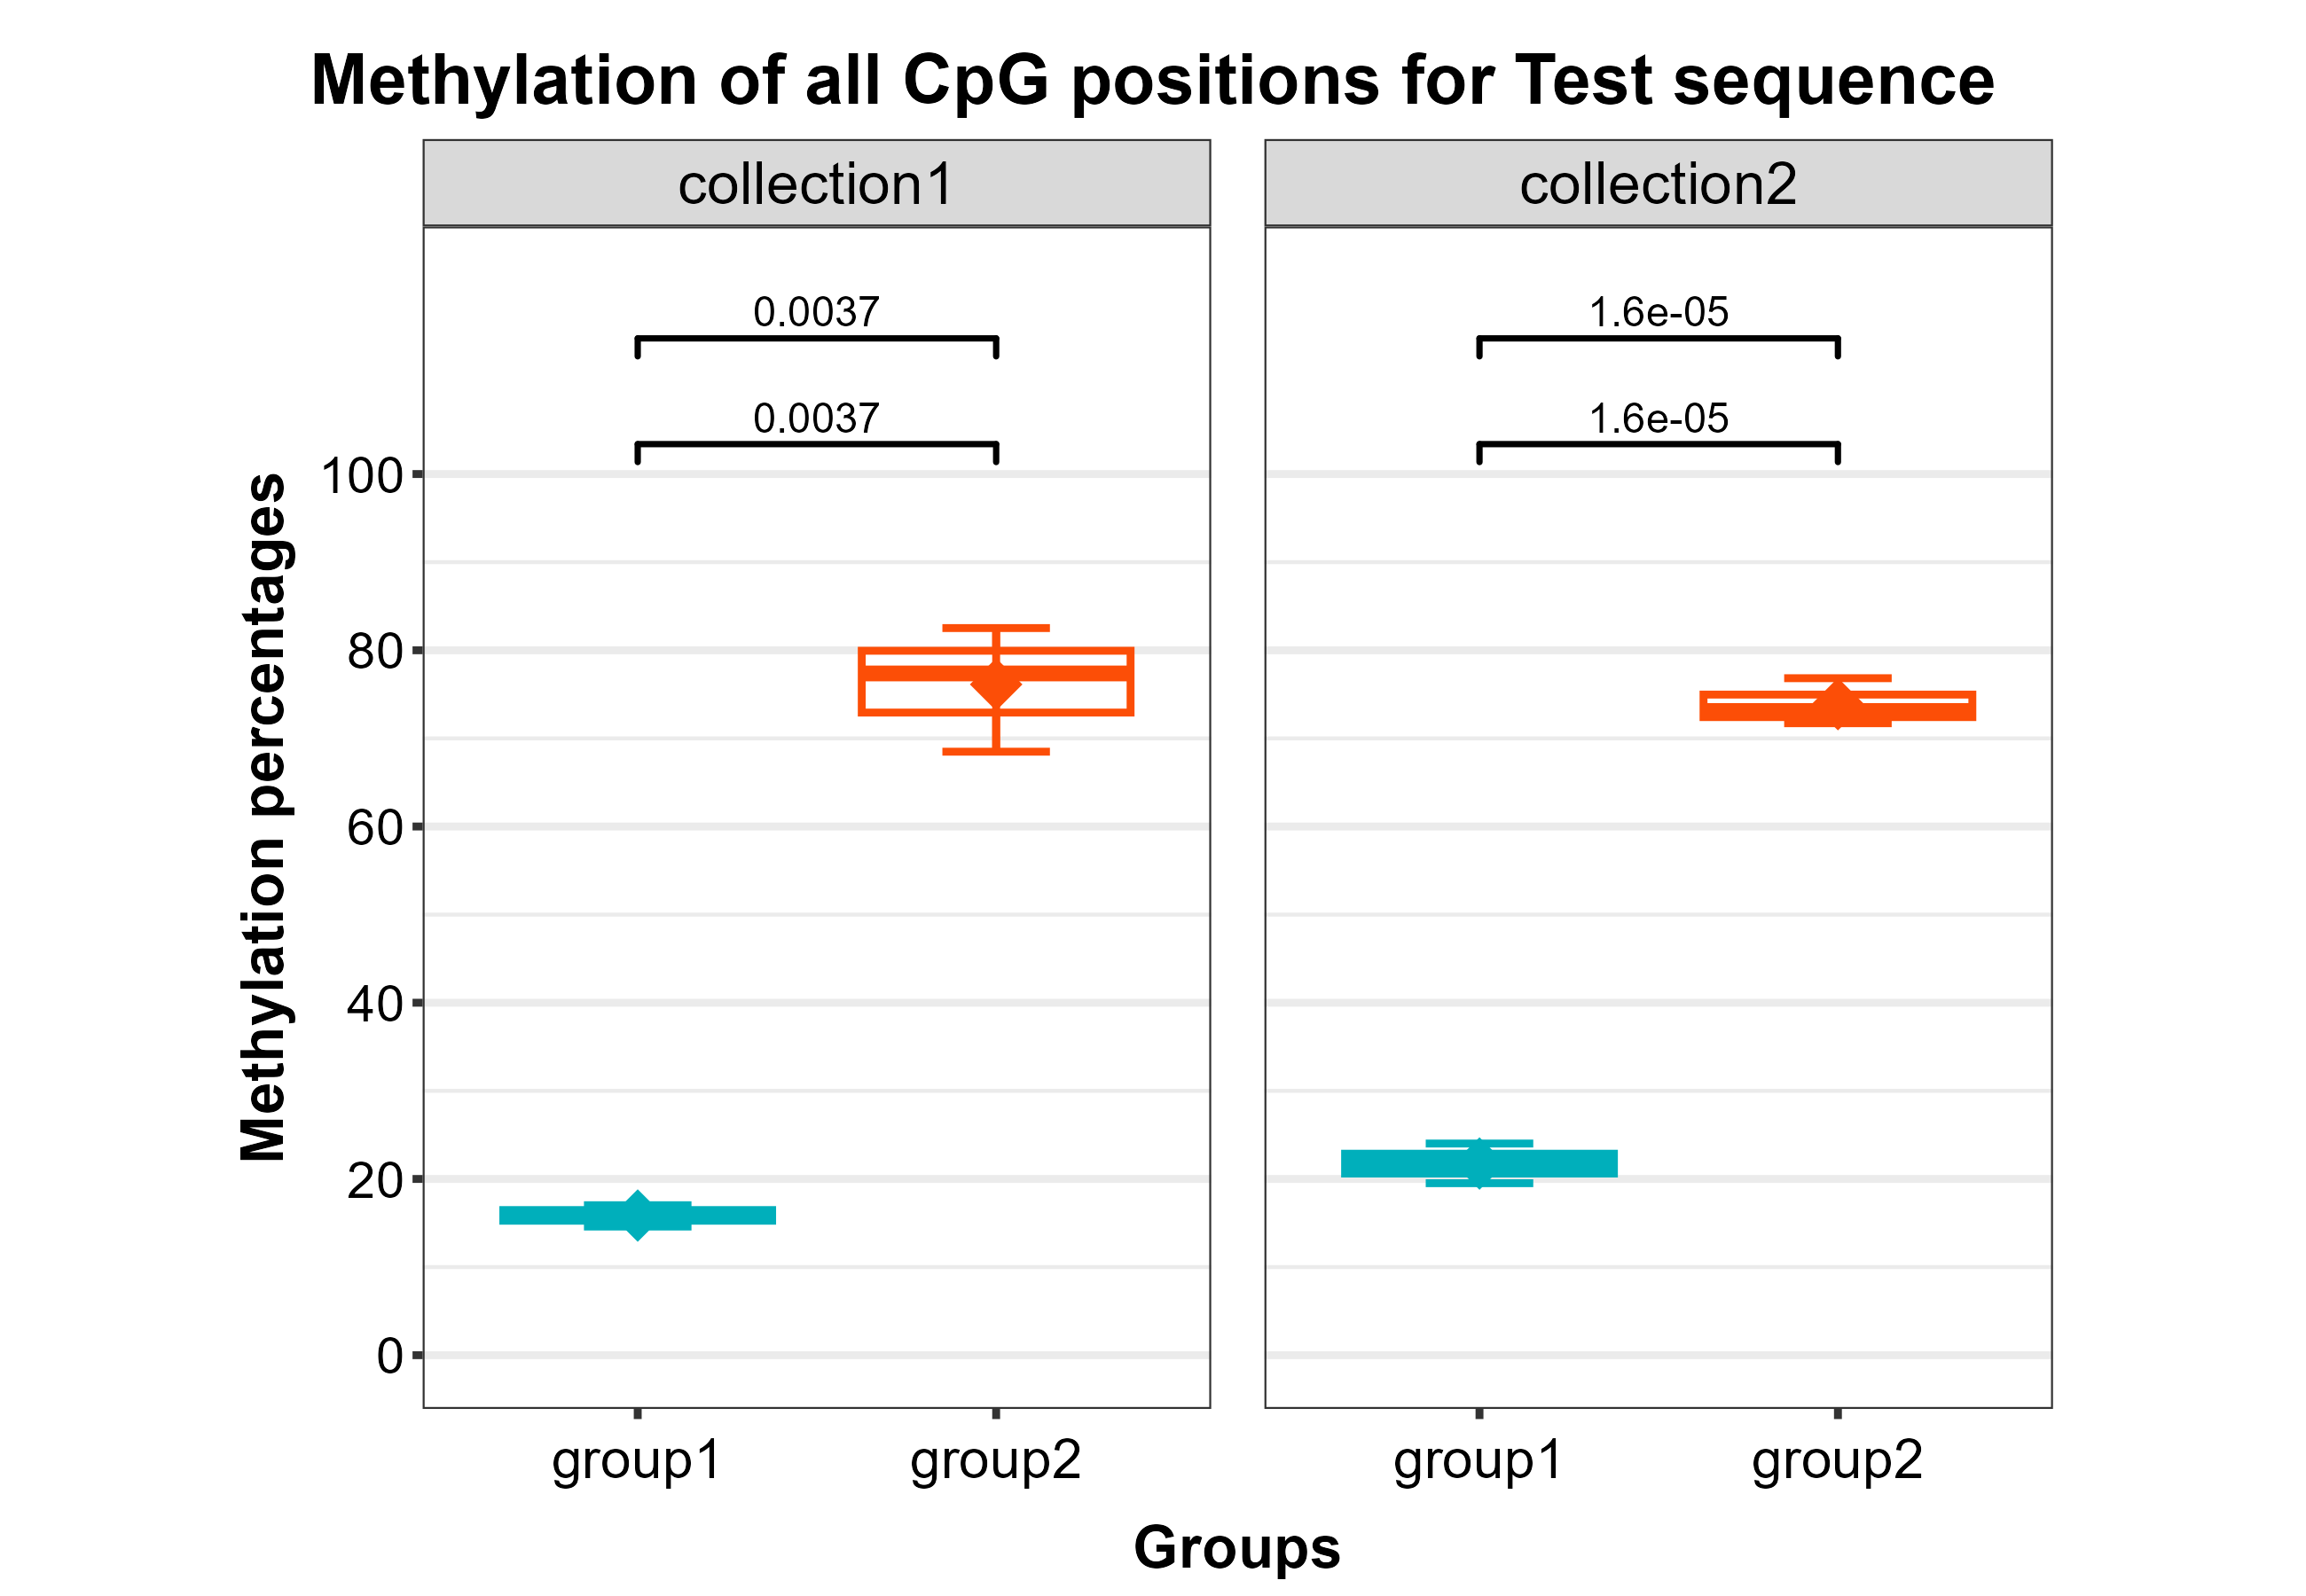 Methylation of all CpG positions for Test sequence
collection1
collection2
0.0037
1.6e-05
0.0037
1.6e-05
Methylation percentages
100
80
60
40
20
0
group1
group2
group1
group2
Groups